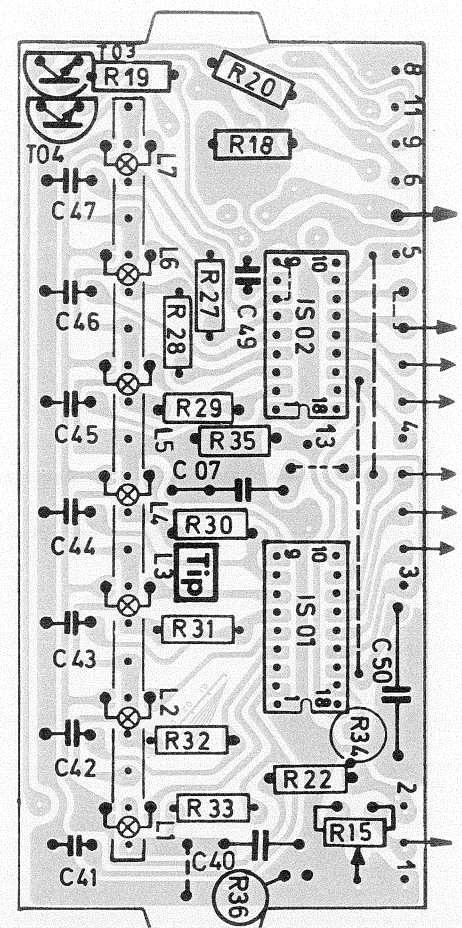 T03
R19
R20
8
11
T04
R18
9
L7
6
C47
5
L6
R27
C49
9 10
IS02
C46
R28
18
R29
C45
L5
R35
13
4
C07
L4
R30
C44
L3
Tip
9 10
IS01
3
R31
C43
C50
L2
1 18
R34
C42
R32
R22
2
R33
R15
L1
C40
1
C41
R36